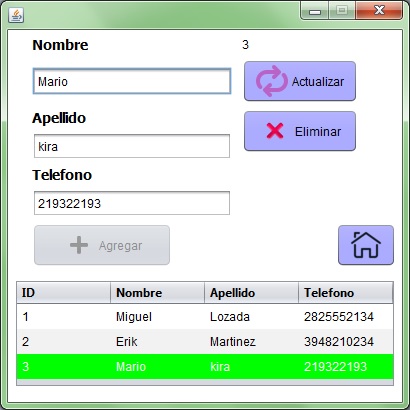 Nombre 3
Mario
Actualizar
Apellido
Eliminar
kira
Telefono
219322193
Agregar
ID Nombre Apellido Telefono
1 Miguel Lozada 2825552134
2 Erik Martinez 3948210234
3 Mario kira 219322193